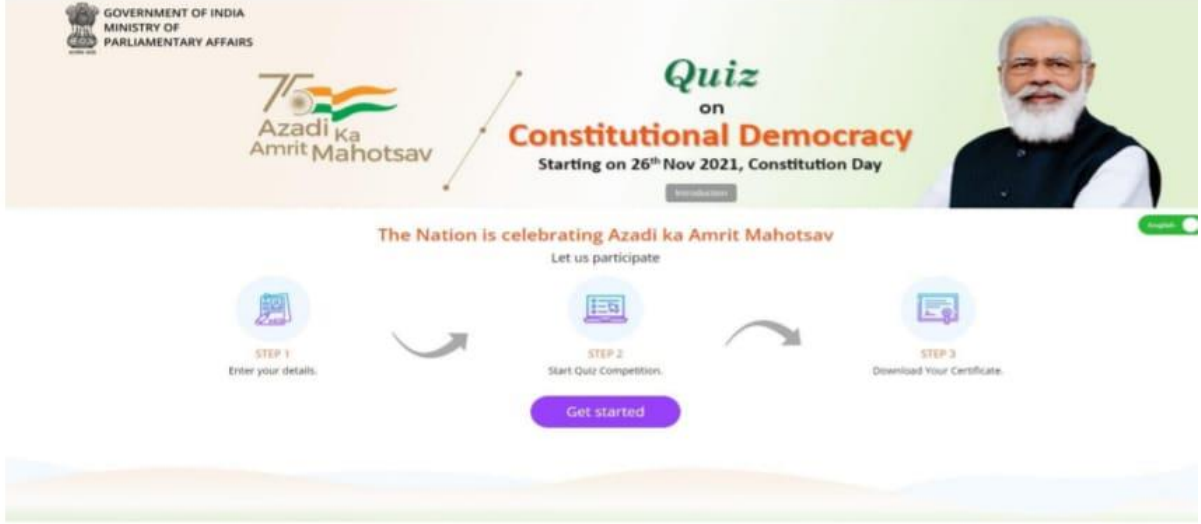 GOVERNMENT OF INDIA
MINISTRY OF
PARLIAMENTARY AFFAIRS
75
Azadi Ka
Amrit Mahotsav
Quiz
on
Constitutional Democracy
Starting on 26th Nov 2021, Constitution Day
Introduction
English
The Nation is celebrating Azadi ka Amrit Mahotsav
Let us participate
STEP 1
Enter your details.
STEP 2
Start Quiz Competition.
STEP 3
Download Your Certificate.
Get started